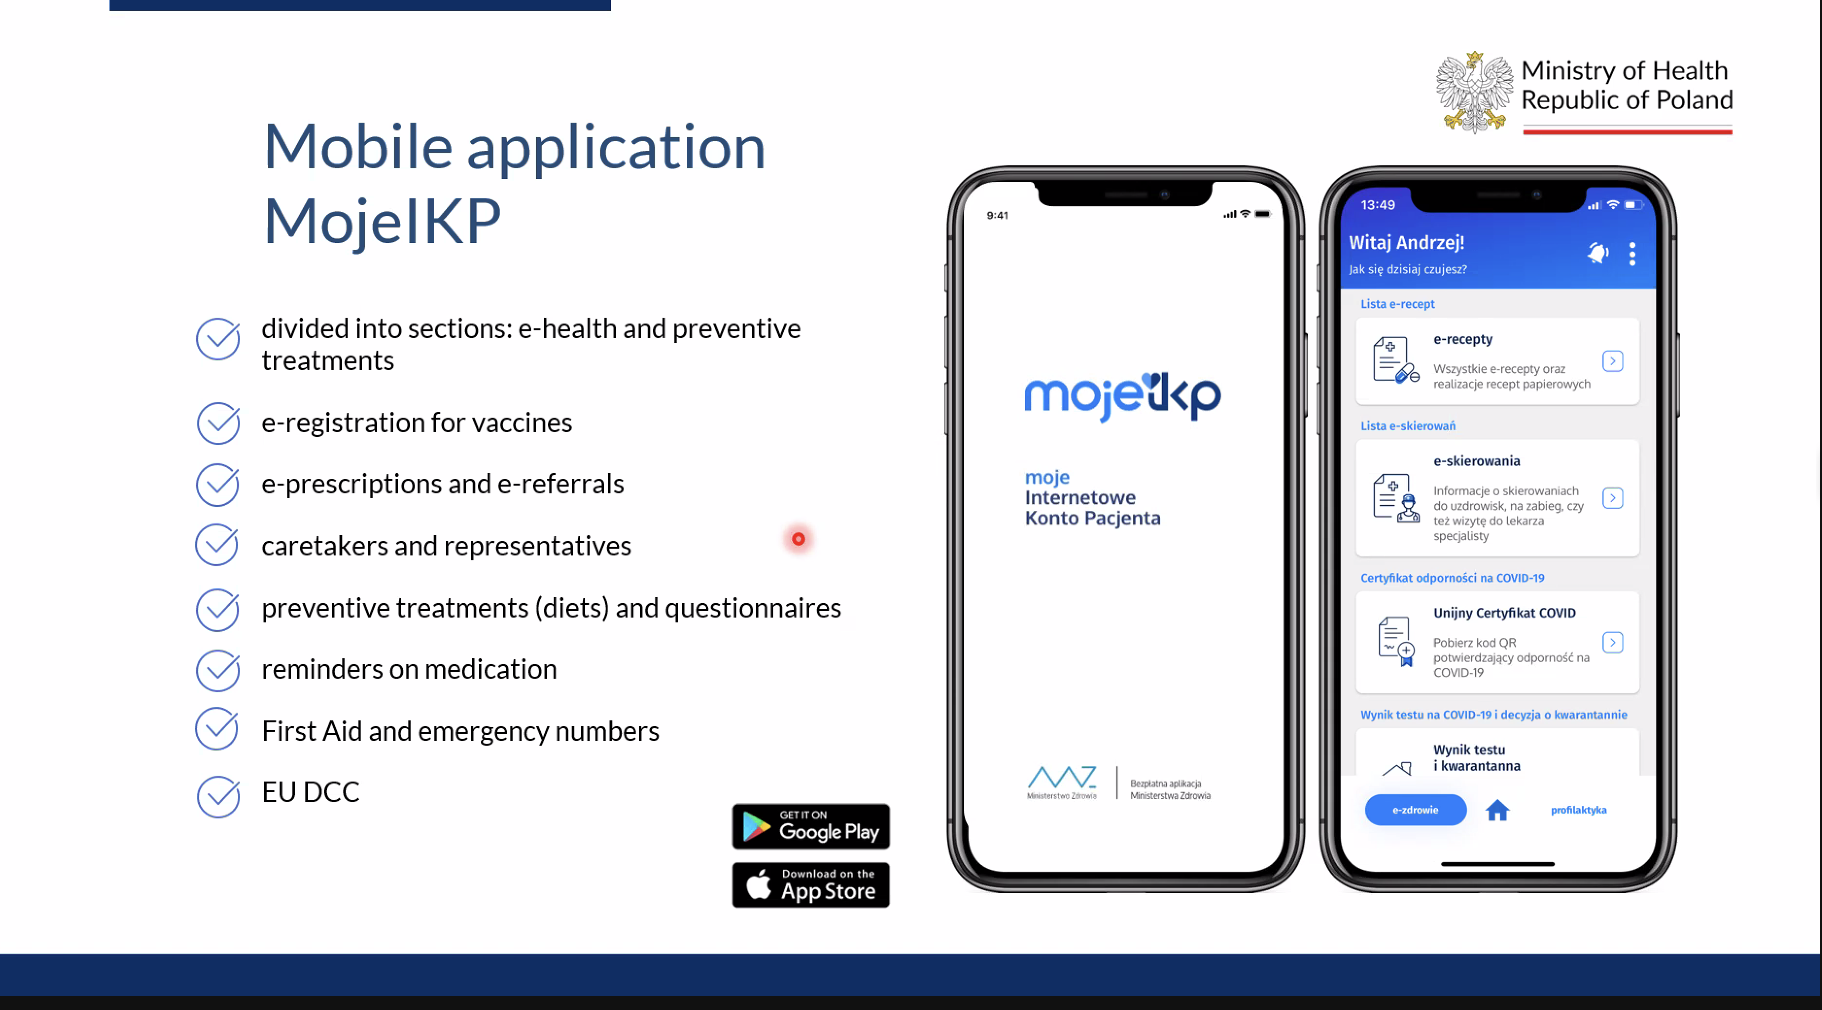 Ministry of Health
Republic of Poland
Mobile application
MojeIKP
divided into sections: e-health and preventive
treatments
e-registration for vaccines
e-prescriptions and e-referrals
caretakers and representatives
preventive treatments (diets) and questionnaires
reminders on medication
First Aid and emergency numbers
EU DCC
GET IT ON
Google Play
Download on the
App Store
9:41
mojeikp
moje
Internetowe
Konto Pacjenta
Ministerstwo Zdrowia
Bezpłatna aplikacja
Ministerstwa Zdrowia
13:49
Witaj Andrzej!
Jak się dzisiaj czujesz?
Lista e-recept
e-recepty
Wszystkie e-recepty oraz
realizacje recept papierowych
Lista e-skierowań
e-skierowania
Informacje o skierowaniach
do uzdrowisk, na zabieg, czy
też wizytę do lekarza
specjalisty
Certyfikat odporności na COVID-19
Unijny Certyfikat COVID
Pobierz kod QR
potwierdzający odporność na
COVID-19
Wynik testu na COVID-19 i decyzja o kwarantannie
Wynik testu
i kwarantanna
e-zdrowie
profilaktyka